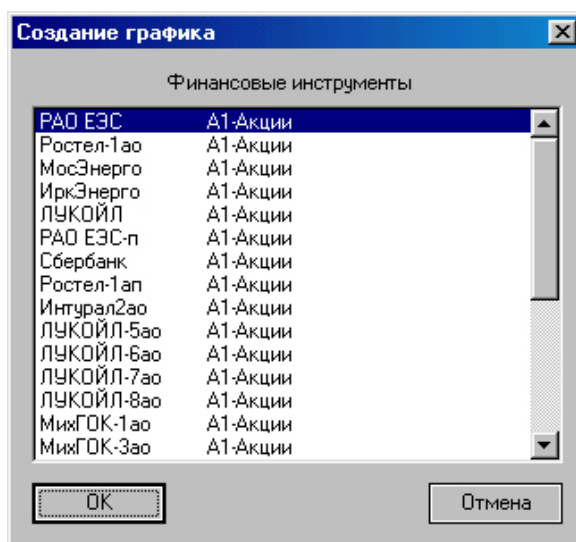 Создание графика
Финансовые инструменты
РАО ЕЭС А1-Акции
Ростел-1ао А1-Акции
МосЭнерго А1-Акции
ИркЭнерго А1-Акции
ЛУКОЙЛ А1-Акции
РАО ЕЭС-п А1-Акции
Сбербанк А1-Акции
Ростел-1ап А1-Акции
Интурал2ао А1-Акции
ЛУКОЙЛ-5ао А1-Акции
ЛУКОЙЛ-6ао А1-Акции
ЛУКОЙЛ-7ао А1-Акции
ЛУКОЙЛ-8ао А1-Акции
МихГОК-1ао А1-Акции
МихГОК-3ао А1-Акции
OK Отмена